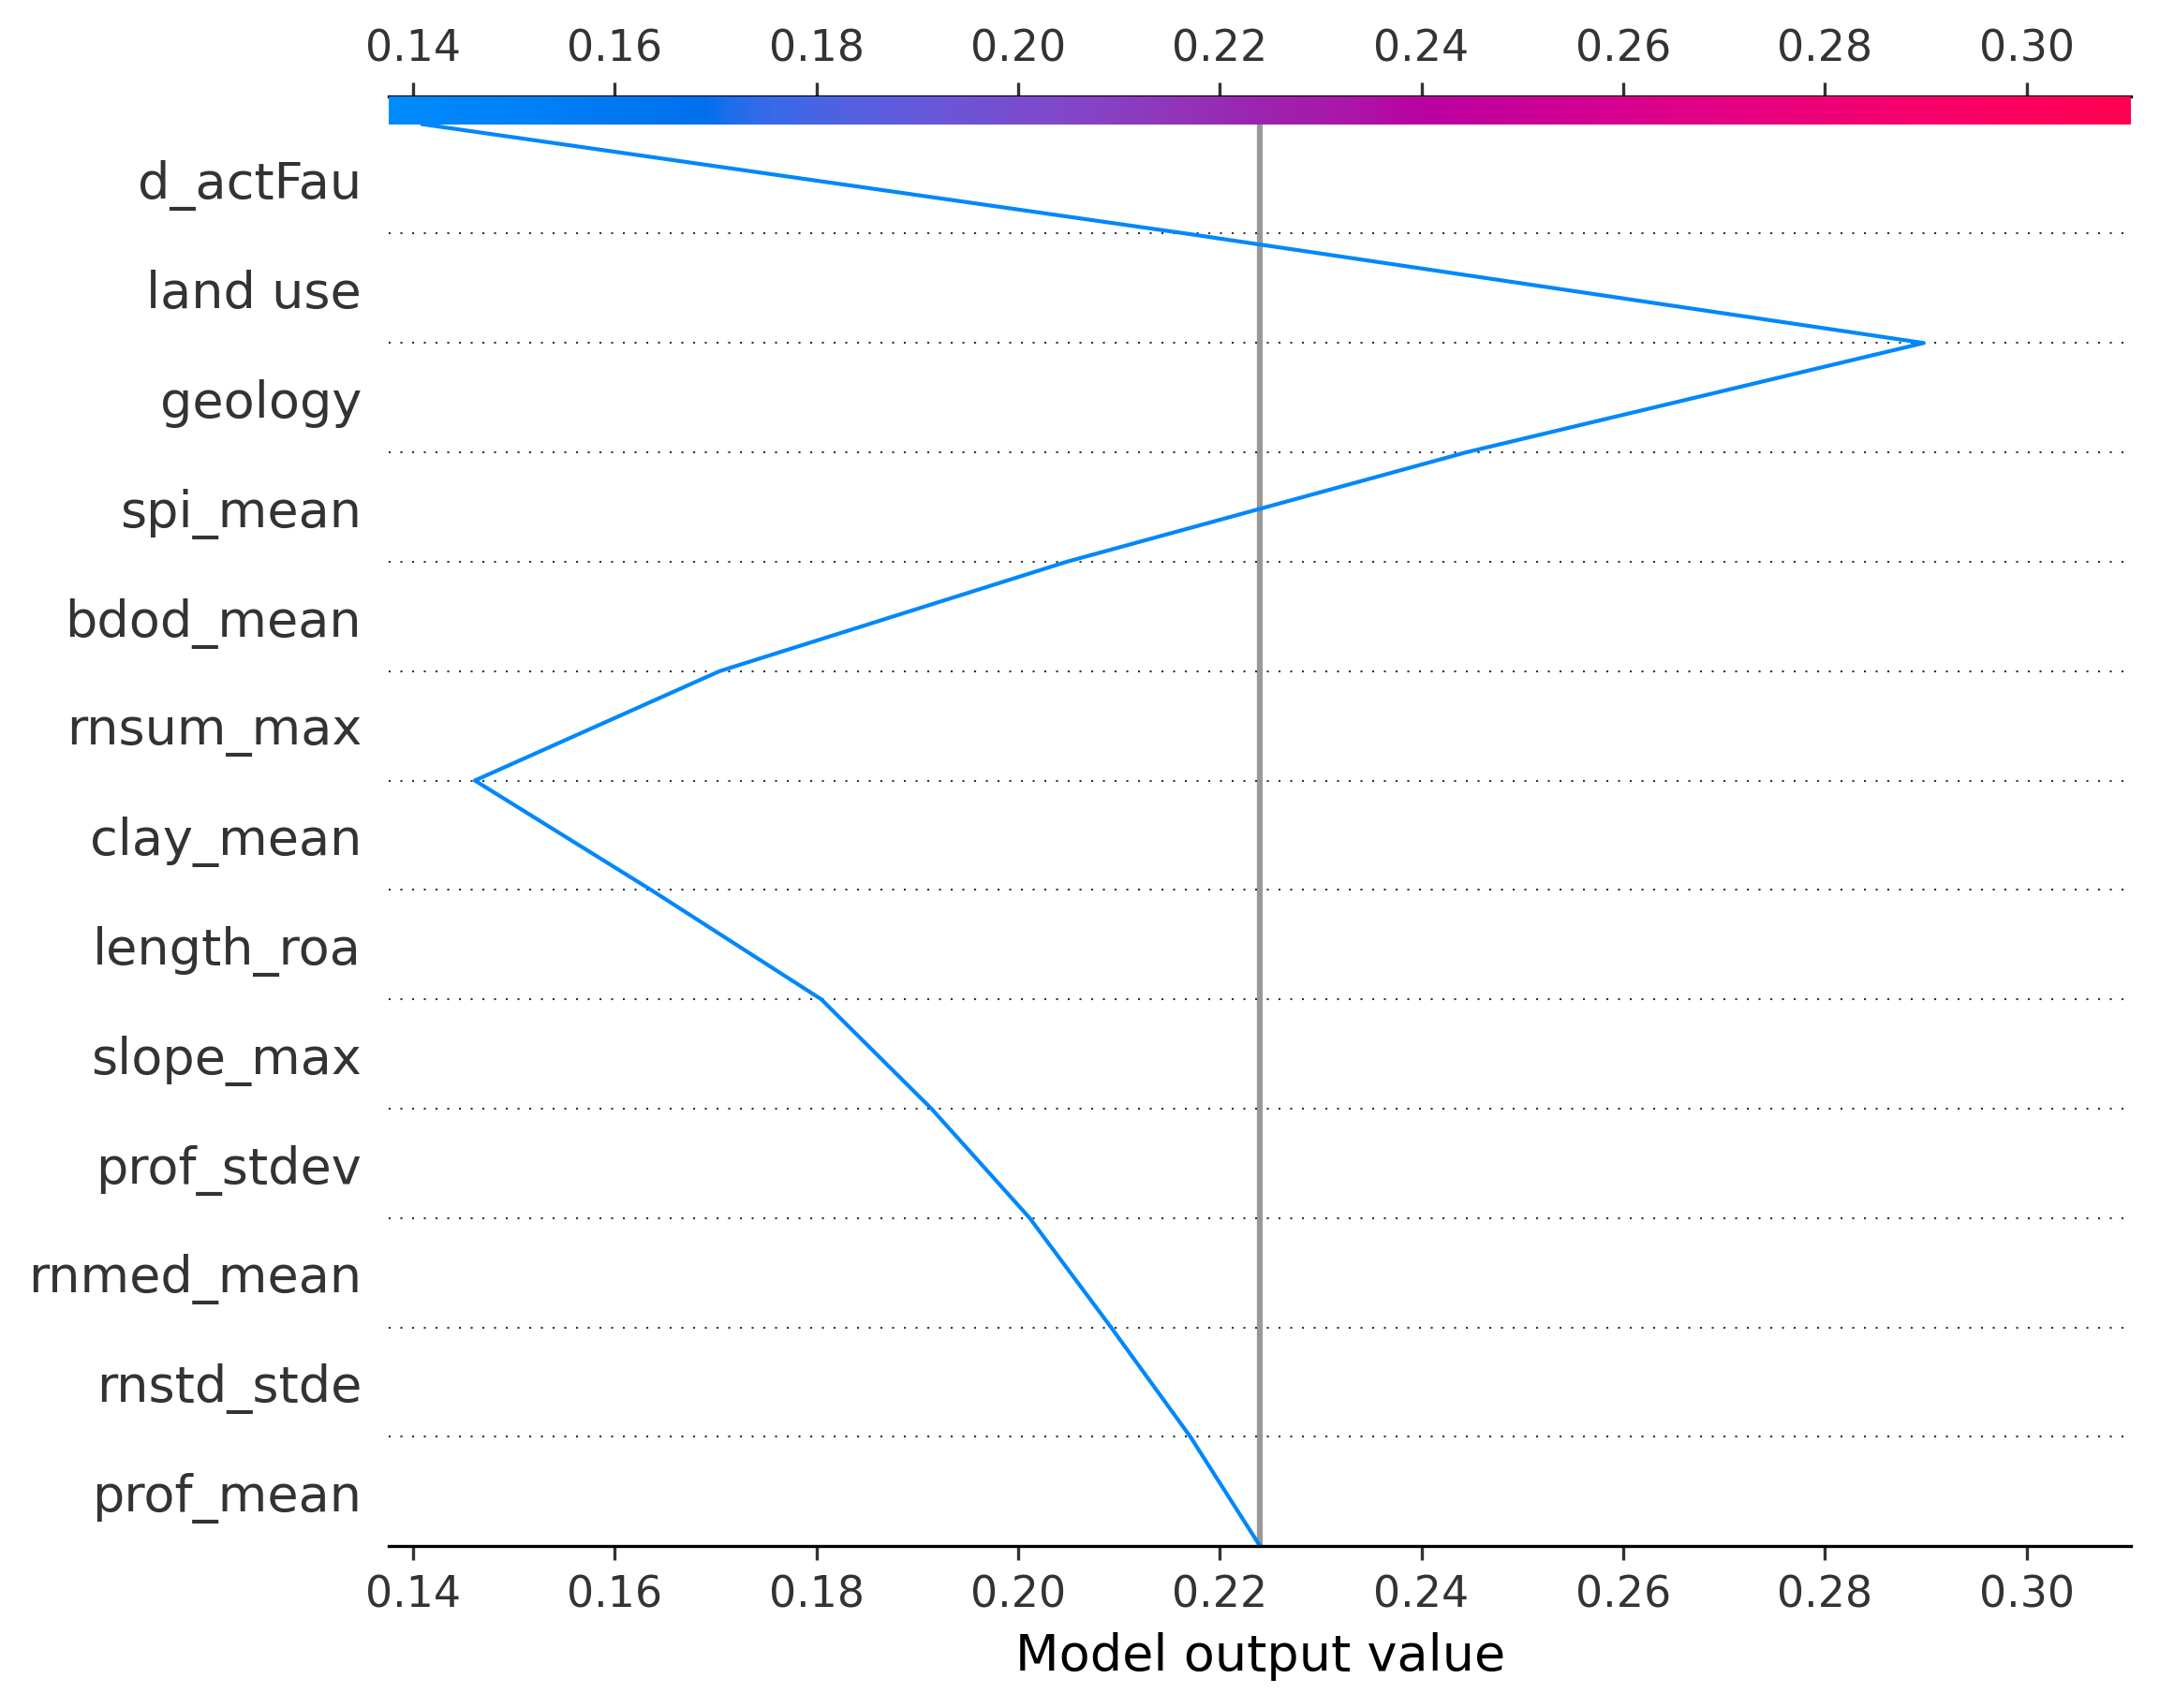 0.14 0.16 0.18 0.20 0.22 0.24 0.26 0.28 0.30
d_actFau
land use
geology
spi_mean
bdod_mean
rnsum_max
clay_mean
length_roa
slope_max
prof_stdev
rnmed_mean
rnstd_stde
prof_mean
0.14 0.16 0.18 0.20 0.22 0.24 0.26 0.28 0.30
Model output value